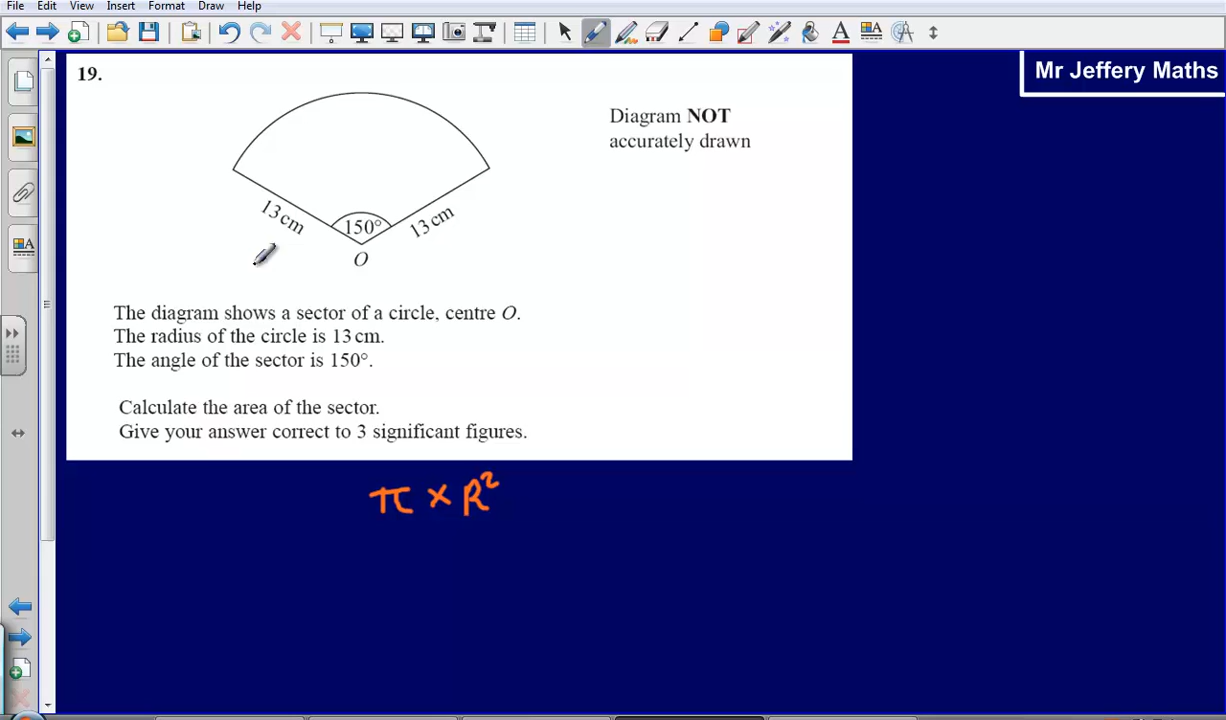 File Edit View Insert Format Draw Help
Mr Jeffery Maths
19.
Diagram NOT
accurately drawn
13 cm
150°
13 cm
O
The diagram shows a sector of a circle, centre O.
The radius of the circle is 13 cm.
The angle of the sector is 150°.
Calculate the area of the sector.
Give your answer correct to 3 significant figures.
π × R²